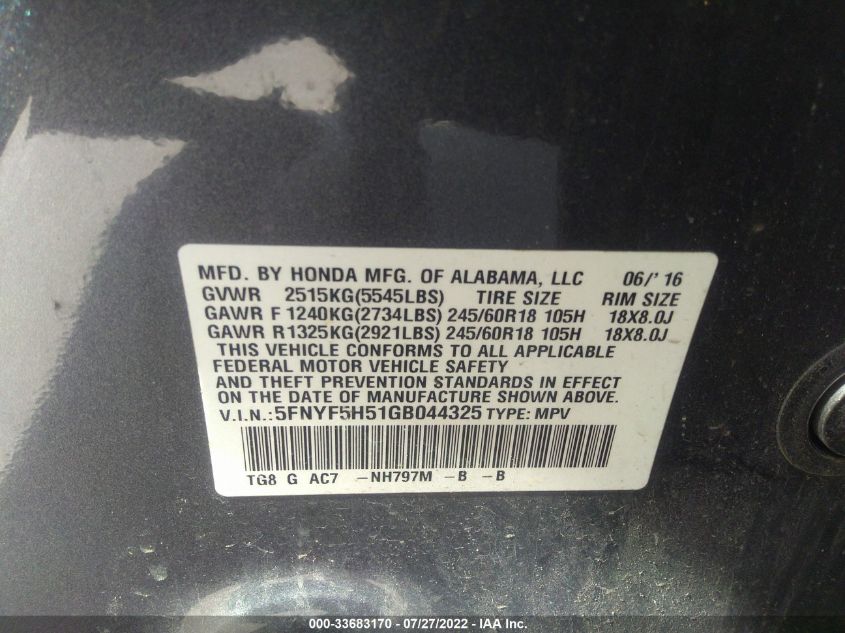 MFD. BY HONDA MFG. OF ALABAMA, LLC 06/' 16
GVWR 2515KG(5545LBS) TIRE SIZE RIM SIZE
GAWR F 1240KG(2734LBS) 245/60R18 105H 18X8.0J
GAWR R 1325KG(2921LBS) 245/60R18 105H 18X8.0J
THIS VEHICLE CONFORMS TO ALL APPLICABLE
FEDERAL MOTOR VEHICLE SAFETY
AND THEFT PREVENTION STANDARDS IN EFFECT
ON THE DATE OF MANUFACTURE SHOWN ABOVE.
V.I.N.:5FNYF5H51GB044325 TYPE: MPV
TG8 G AC7 -NH797M -B -B
000-33683170 - 07/27/2022 - IAA Inc.